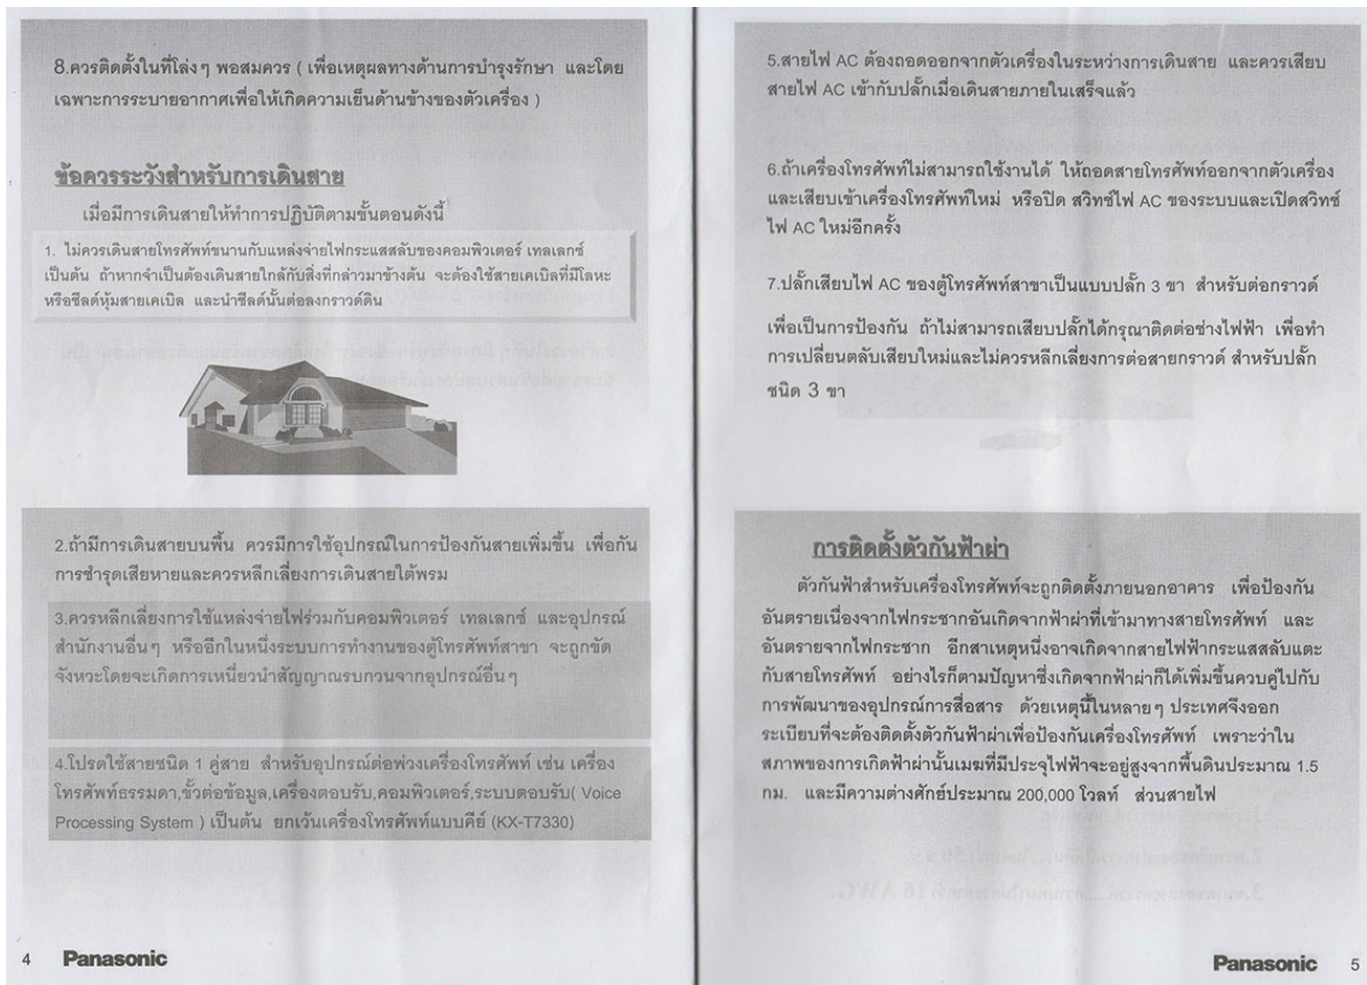 8.ควรติดตั้งในที่โล่งๆ พอสมควร ( เพื่อเหตุผลทางด้านการบำรุงรักษา และโดย
เฉพาะการระบายอากาศเพื่อให้เกิดความเย็นด้านข้างของตัวเครื่อง )
ข้อควรระวังสำหรับการเดินสาย
เมื่อมีการเดินสายให้ทำการปฏิบัติตามขั้นตอนดังนี้
1. ไม่ควรเดินสายโทรศัพท์ขนานกับแหล่งจ่ายไฟกระแสสลับของคอมพิวเตอร์ เทลเลกซ์
เป็นต้น ถ้าหากจำเป็นต้องเดินสายใกล้กับสิ่งที่กล่าวมาข้างต้น จะต้องใช้สายเคเบิลที่มีโลหะ
หรือชีลด์หุ้มสายเคเบิล และนำชีลด์นั้นต่อลงกราวด์ดิน
2.ถ้ามีการเดินสายบนพื้น ควรมีการใช้อุปกรณ์ในการป้องกันสายเพิ่มขึ้น เพื่อกัน
การชำรุดเสียหายและควรหลีกเลี่ยงการเดินสายใต้พรม
3.ควรหลีกเลี่ยงการใช้แหล่งจ่ายไฟร่วมกับคอมพิวเตอร์ เทลเลกซ์ และอุปกรณ์
สำนักงานอื่นๆ หรืออีกในหนึ่งระบบการทำงานของตู้โทรศัพท์สาขา จะถูกขัด
จังหวะโดยจะเกิดการเหนี่ยวนำสัญญาณรบกวนจากอุปกรณ์อื่นๆ
4.โปรดใช้สายชนิด 1 คู่สาย สำหรับอุปกรณ์ต่อพ่วงเครื่องโทรศัพท์ เช่น เครื่อง
โทรศัพท์ธรรมดา,ขั้วต่อข้อมูล,เครื่องตอบรับ,คอมพิวเตอร์,ระบบตอบรับ( Voice
Processing System ) เป็นต้น ยกเว้นเครื่องโทรศัพท์แบบคีย์ (KX-T7330)
4 Panasonic
5.สายไฟ AC ต้องถอดออกจากตัวเครื่องในระหว่างการเดินสาย และควรเสียบ
สายไฟ AC เข้ากับปลั๊กเมื่อเดินสายภายในเสร็จแล้ว
6.ถ้าเครื่องโทรศัพท์ไม่สามารถใช้งานได้ ให้ถอดสายโทรศัพท์ออกจากตัวเครื่อง
และเสียบเข้าเครื่องโทรศัพท์ใหม่ หรือปิด สวิทช์ไฟ AC ของระบบและเปิดสวิทช์
ไฟ AC ใหม่อีกครั้ง
7.ปลั๊กเสียบไฟ AC ของตู้โทรศัพท์สาขาเป็นแบบปลั๊ก 3 ขา สำหรับต่อกราวด์
เพื่อเป็นการป้องกัน ถ้าไม่สามารถเสียบปลั๊กได้กรุณาติดต่อช่างไฟฟ้า เพื่อทำ
การเปลี่ยนตลับเสียบใหม่และไม่ควรหลีกเลี่ยงการต่อสายกราวด์ สำหรับปลั๊ก
ชนิด 3 ขา
การติดตั้งตัวกันฟ้าผ่า
ตัวกันฟ้าสำหรับเครื่องโทรศัพท์จะถูกติดตั้งภายนอกอาคาร เพื่อป้องกัน
อันตรายเนื่องจากไฟกระชากอันเกิดจากฟ้าผ่าที่เข้ามาทางสายโทรศัพท์ และ
อันตรายจากไฟกระชาก อีกสาเหตุหนึ่งอาจเกิดจากสายไฟฟ้ากระแสสลับแตะ
กับสายโทรศัพท์ อย่างไรก็ตามปัญหาซึ่งเกิดจากฟ้าผ่าก็ได้เพิ่มขึ้นควบคู่ไปกับ
การพัฒนาของอุปกรณ์การสื่อสาร ด้วยเหตุนี้ในหลายๆ ประเทศจึงออก
ระเบียบที่จะต้องติดตั้งตัวกันฟ้าผ่าเพื่อป้องกันเครื่องโทรศัพท์ เพราะว่าใน
สภาพของการเกิดฟ้าผ่านั้นเมฆที่มีประจุไฟฟ้าจะอยู่สูงจากพื้นดินประมาณ 1.5
กม. และมีความต่างศักย์ประมาณ 200,000 โวลท์ ส่วนสายไฟ
Panasonic 5